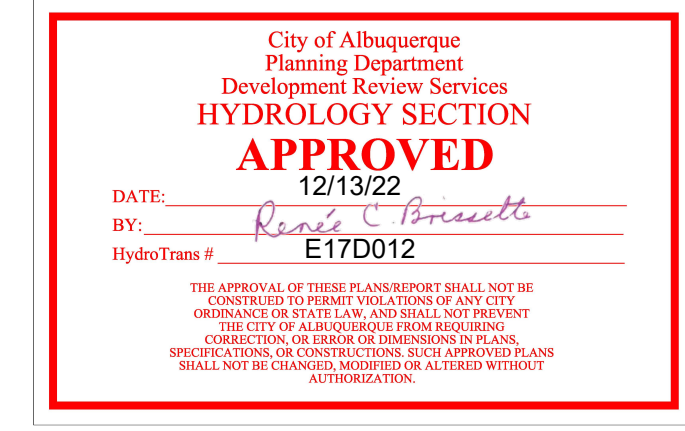 City of Albuquerque
Planning Department
Development Review Services
HYDROLOGY SECTION
APPROVED
DATE: 12/13/22
BY: Renée C. Brissette
HydroTrans # E17D012
THE APPROVAL OF THESE PLANS/REPORT SHALL NOT BE
CONSTRUED TO PERMIT VIOLATIONS OF ANY CITY
ORDINANCE OR STATE LAW, AND SHALL NOT PREVENT
THE CITY OF ALBUQUERQUE FROM REQUIRING
CORRECTION, OR ERROR OR DIMENSIONS IN PLANS,
SPECIFICATIONS, OR CONSTRUCTIONS. SUCH APPROVED PLANS
SHALL NOT BE CHANGED, MODIFIED OR ALTERED WITHOUT
AUTHORIZATION.